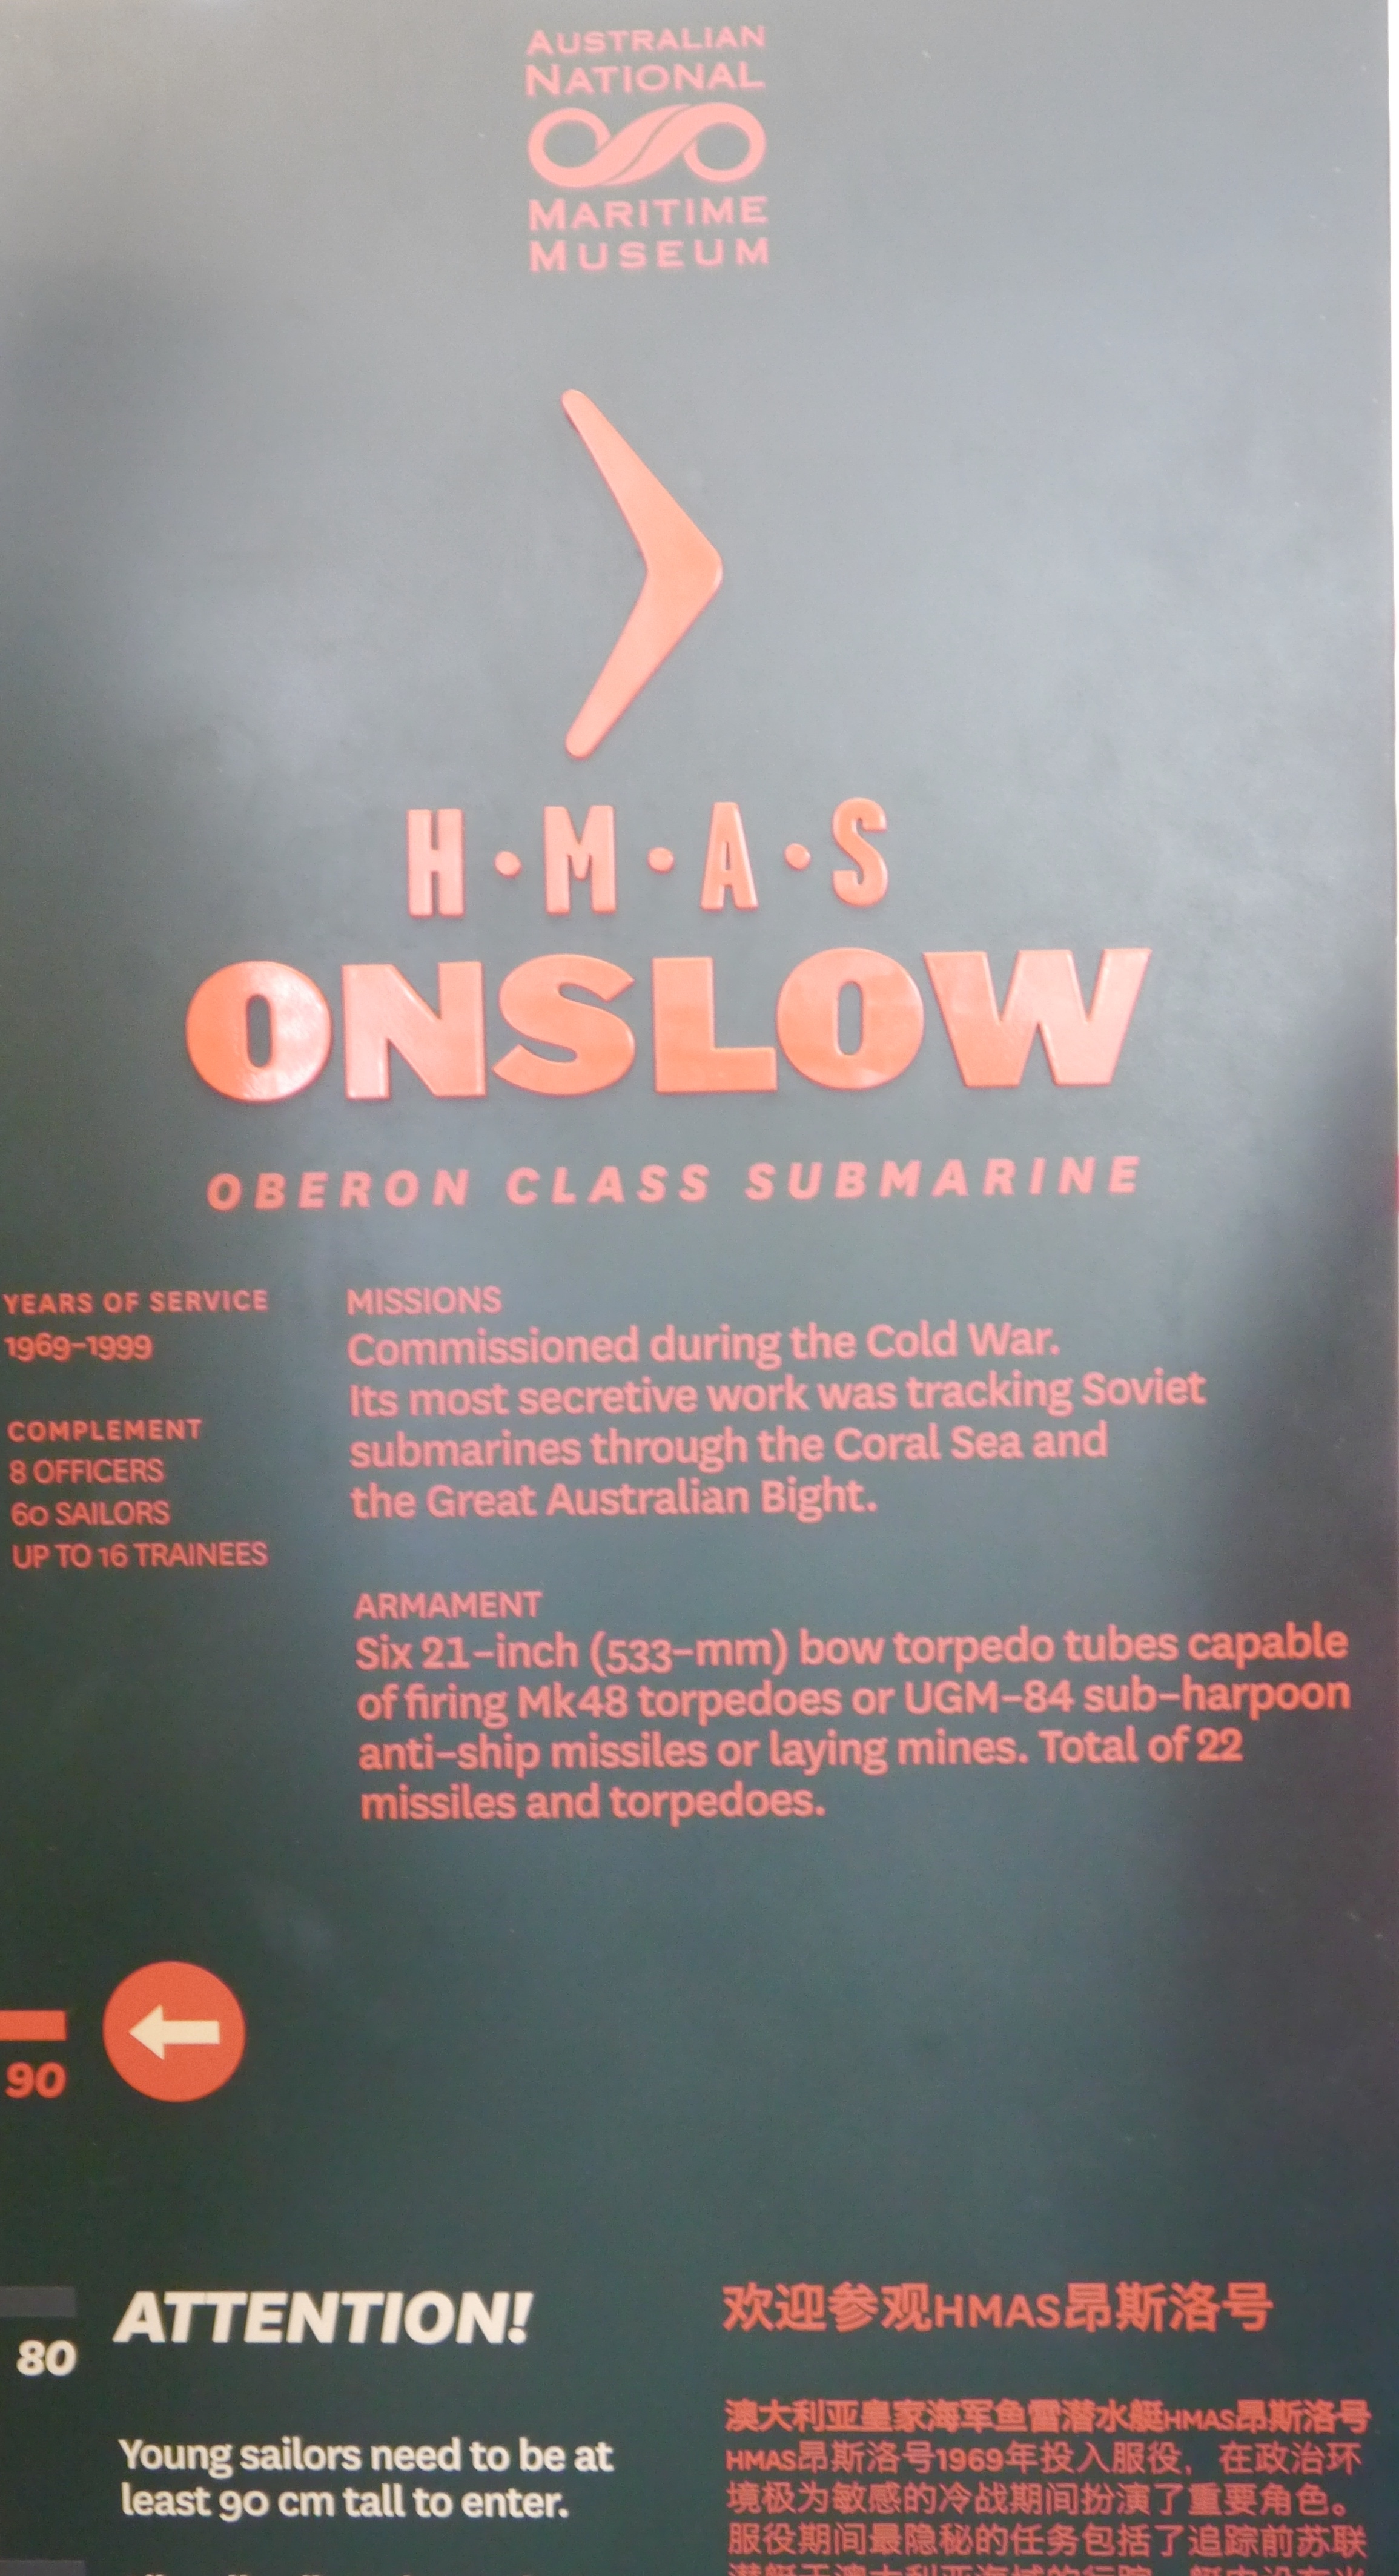 AUSTRALIAN
NATIONAL
MARITIME
MUSEUM
H·M·A·S
ONSLOW
OBERON CLASS SUBMARINE
YEARS OF SERVICE
1969–1999
COMPLEMENT
8 OFFICERS
60 SAILORS
UP TO 16 TRAINEES
MISSIONS
Commissioned during the Cold War.
Its most secretive work was tracking Soviet
submarines through the Coral Sea and
the Great Australian Bight.
ARMAMENT
Six 21–inch (533–mm) bow torpedo tubes capable
of firing Mk48 torpedoes or UGM–84 sub–harpoon
anti–ship missiles or laying mines. Total of 22
missiles and torpedoes.
90
80
ATTENTION!
Young sailors need to be at
least 90 cm tall to enter.
欢迎参观HMAS昂斯洛号
澳大利亚皇家海军鱼雷潜水艇HMAS昂斯洛号
HMAS昂斯洛号1969年投入服役，在政治环
境极为敏感的冷战期间扮演了重要角色。
服役期间最隐秘的任务包括了追踪前苏联